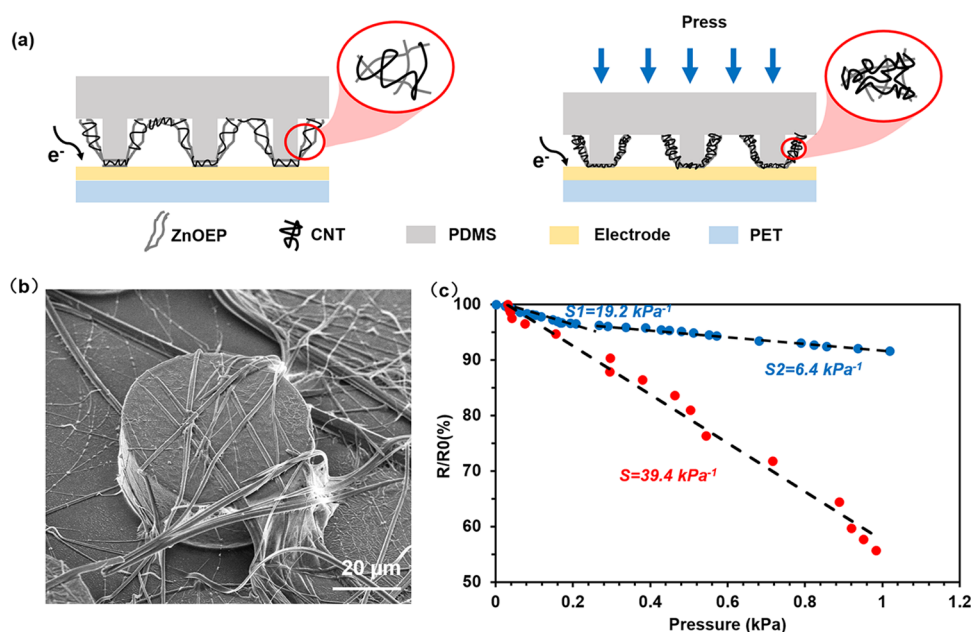 (a)
Press
e-
e-
ZnOEP
CNT
PDMS
Electrode
PET
(b)
20 μm
(c)
100
90
80
70
60
50
R/R0(%)
S1=19.2 kPa-1
S2=6.4 kPa-1
S=39.4 kPa-1
0
0.2
0.4
0.6
0.8
1
1.2
Pressure (kPa)